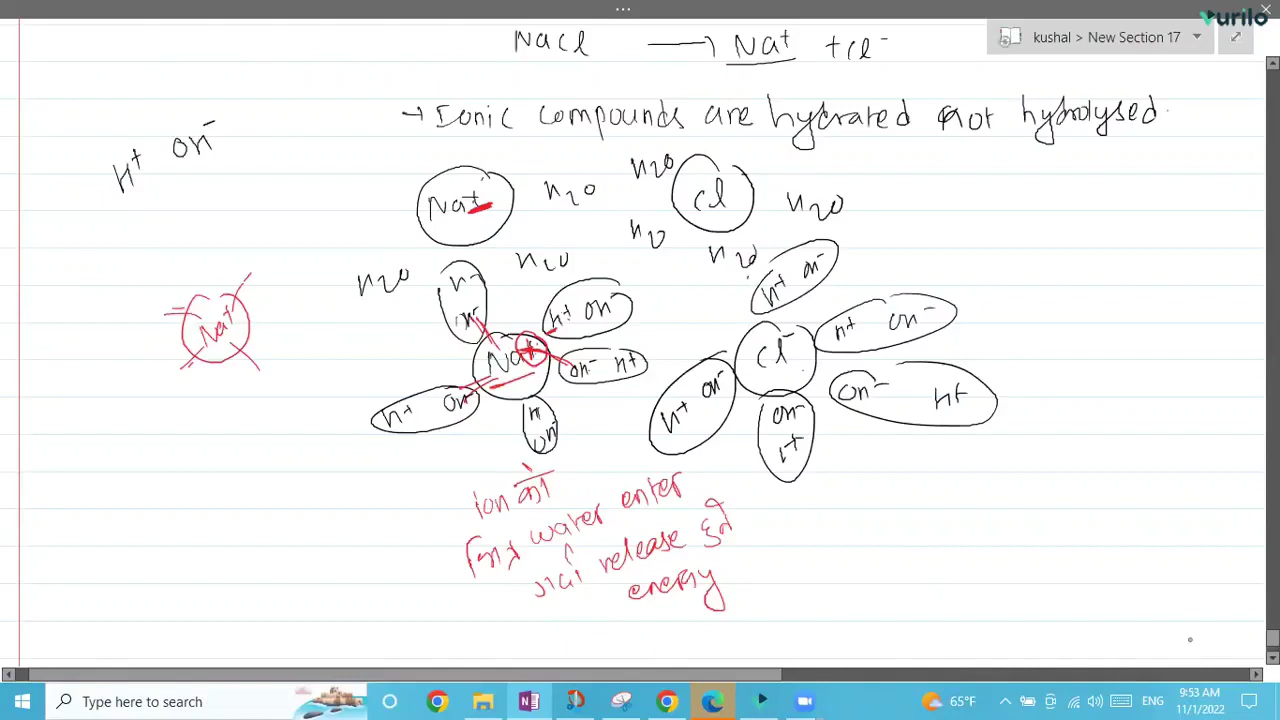 vurilo
kushal > New Section 17
NaCl → Na⁺ + Cl⁻
→ Ionic compounds are hydrated not hydrolysed.
H⁺ OH⁻
Na⁺ H₂O H₂O Cl H₂O
H₂O
H₂O H₂O H₂O
H⁺ OH⁻
H⁺ OH⁻
H⁺ OH⁻
Na⁺
Na⁺
OH⁻ H⁺
Cl⁻
H⁺ OH⁻
H⁺ OH⁻
OH⁻ H⁺
H OH⁻
OH⁻ H⁺
ion
water enter
release
energy
Type here to search
65°F
ENG
9:53 AM
11/1/2022